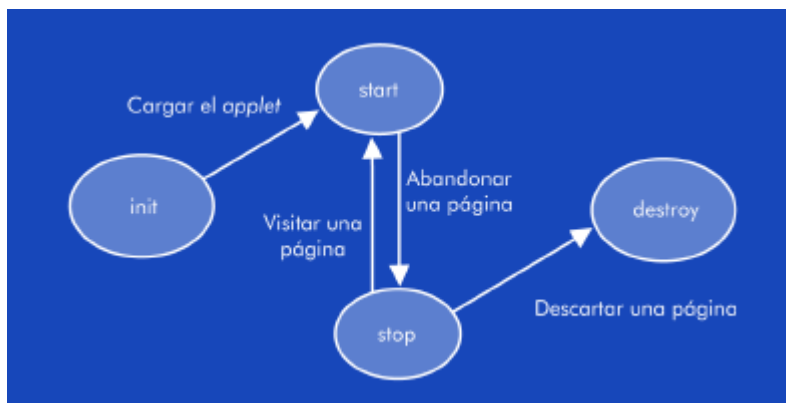 start
Cargar el applet
Abandonar
una página
init
Visitar una
página
destroy
Descartar una página
stop